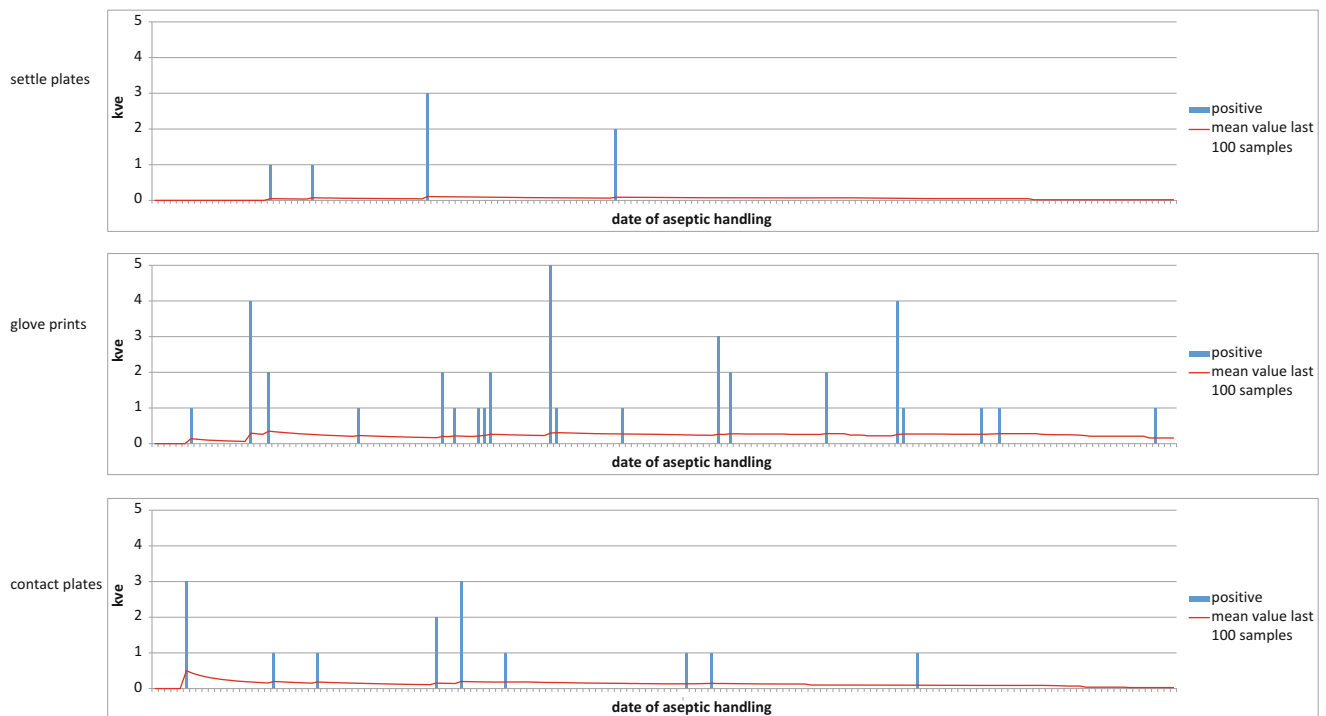 settle plates
kve
5
4
3
2
1
0
date of aseptic handling
positive
mean value last
100 samples
glove prints
kve
5
4
3
2
1
0
date of aseptic handling
positive
mean value last
100 samples
contact plates
kve
5
4
3
2
1
0
date of aseptic handling
positive
mean value last
100 samples